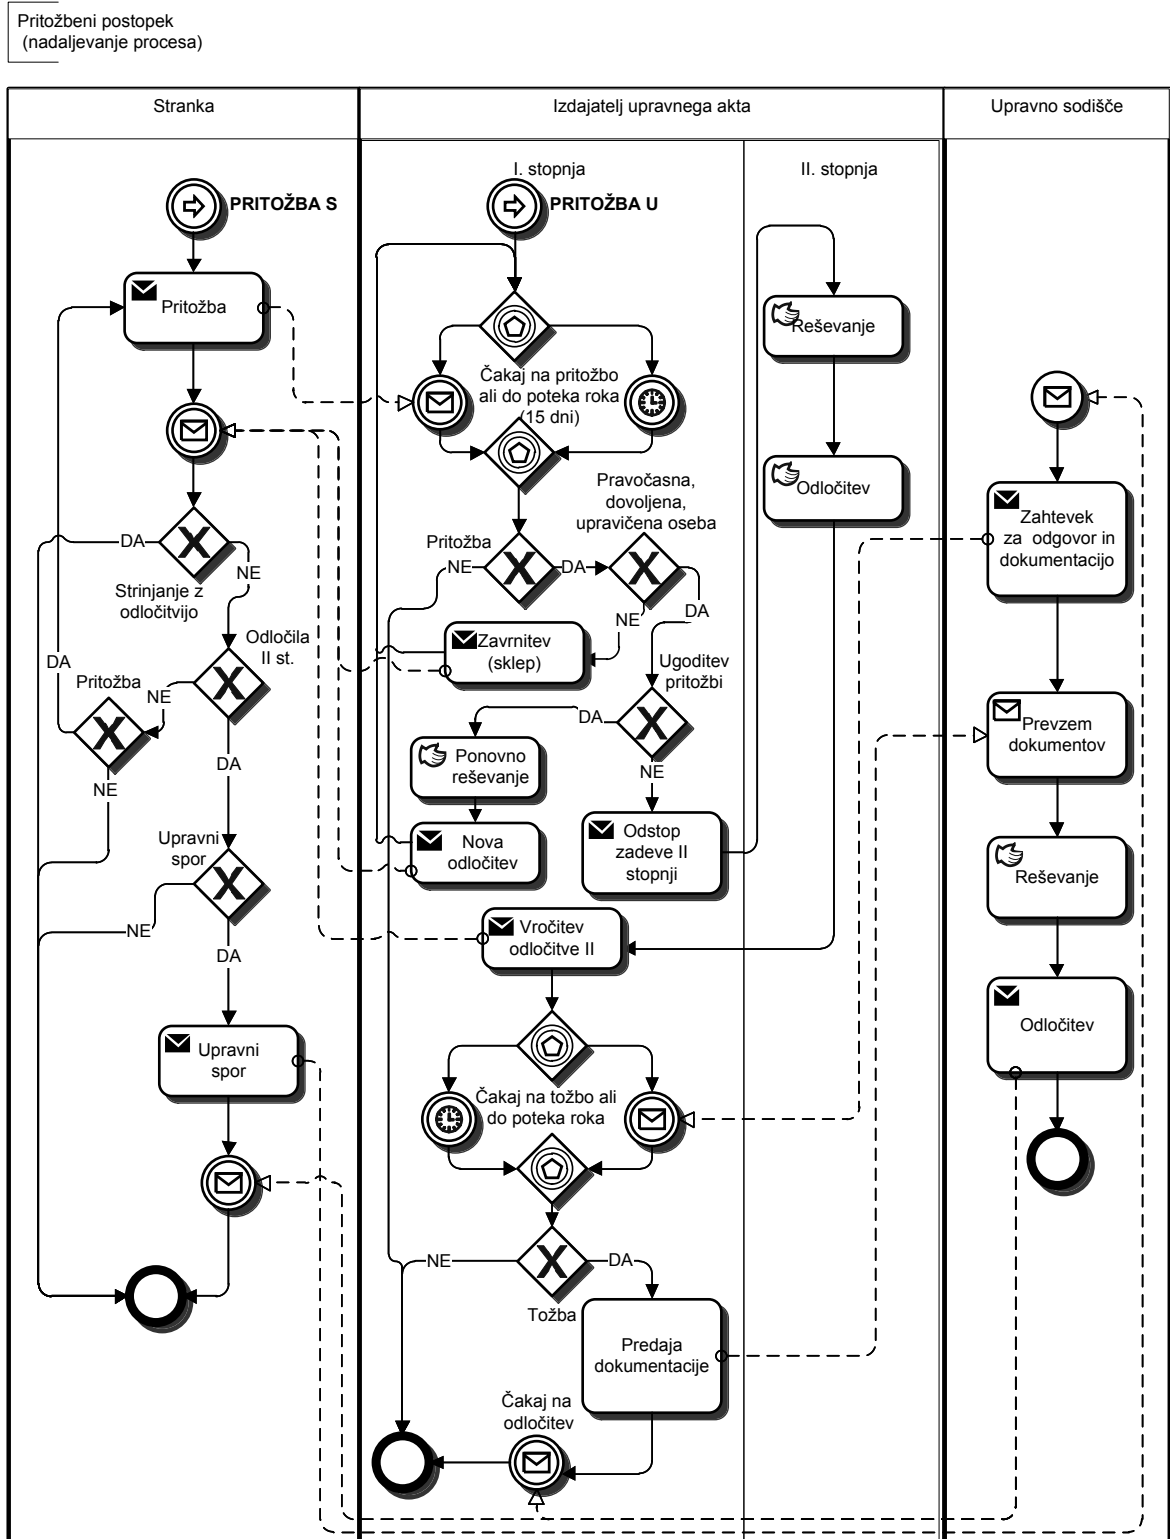 Pritožbeni postopek
(nadaljevanje procesa)
Stranka
Izdajatelj upravnega akta
Upravno sodišče
I. stopnja
II. stopnja
PRITOŽBA S
PRITOŽBA U
Pritožba
Reševanje
Čakaj na pritožbo
ali do poteka roka
(15 dni)
Odločitev
Pravočasna,
dovoljena,
upravičena oseba
Zahtevek
za odgovor in
dokumentacijo
Pritožba
DA
NE
DA
NE
Strinjanje z
odločitvijo
NE
DA
Zavrnitev
(sklep)
Odločila
II st.
DA
Pritožba
NE
Ugoditev
pritožbi
DA
Prevzem
dokumentov
Ponovno
reševanje
DA
NE
NE
Upravni
spor
Nova
odločitev
Odstop
zadeve II
stopnji
Reševanje
NE
Vročitev
odločitve II
DA
Odločitev
Upravni
spor
Čakaj na tožbo ali
do poteka roka
NE
DA
Tožba
Predaja
dokumentacije
Čakaj na
odločitev